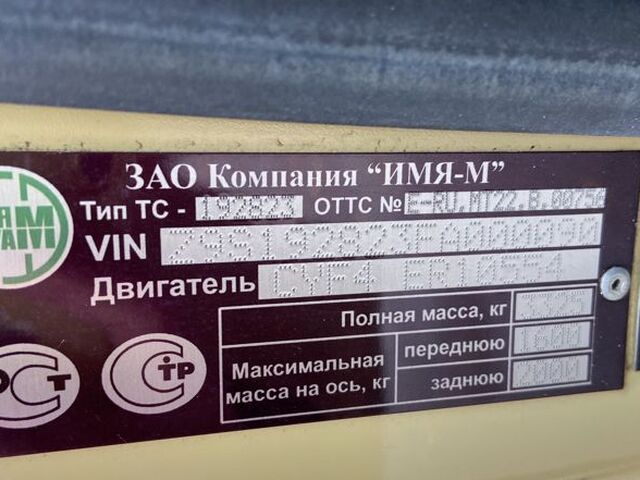 ЗАО Компания “ИМЯ-М”
Тип ТС - 192823 ОТТС № E-RU.MT22.B.00756
VIN
Двигатель CYF4 ER10554
Полная масса, кг
Максимальная масса на ось, кг
переднюю
заднюю